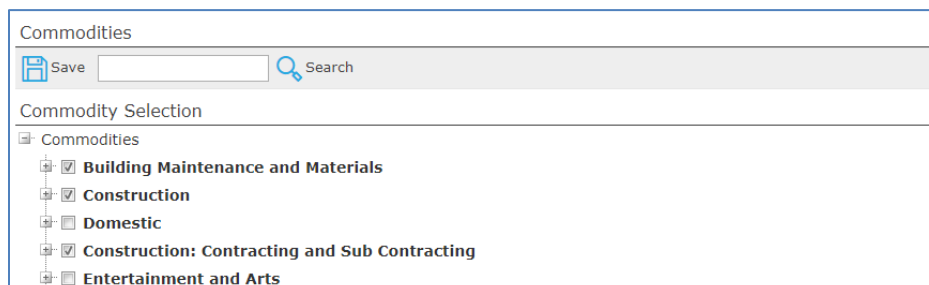 Commodities
Save Search
Commodity Selection
Commodities
Building Maintenance and Materials
Construction
Domestic
Construction: Contracting and Sub Contracting
Entertainment and Arts